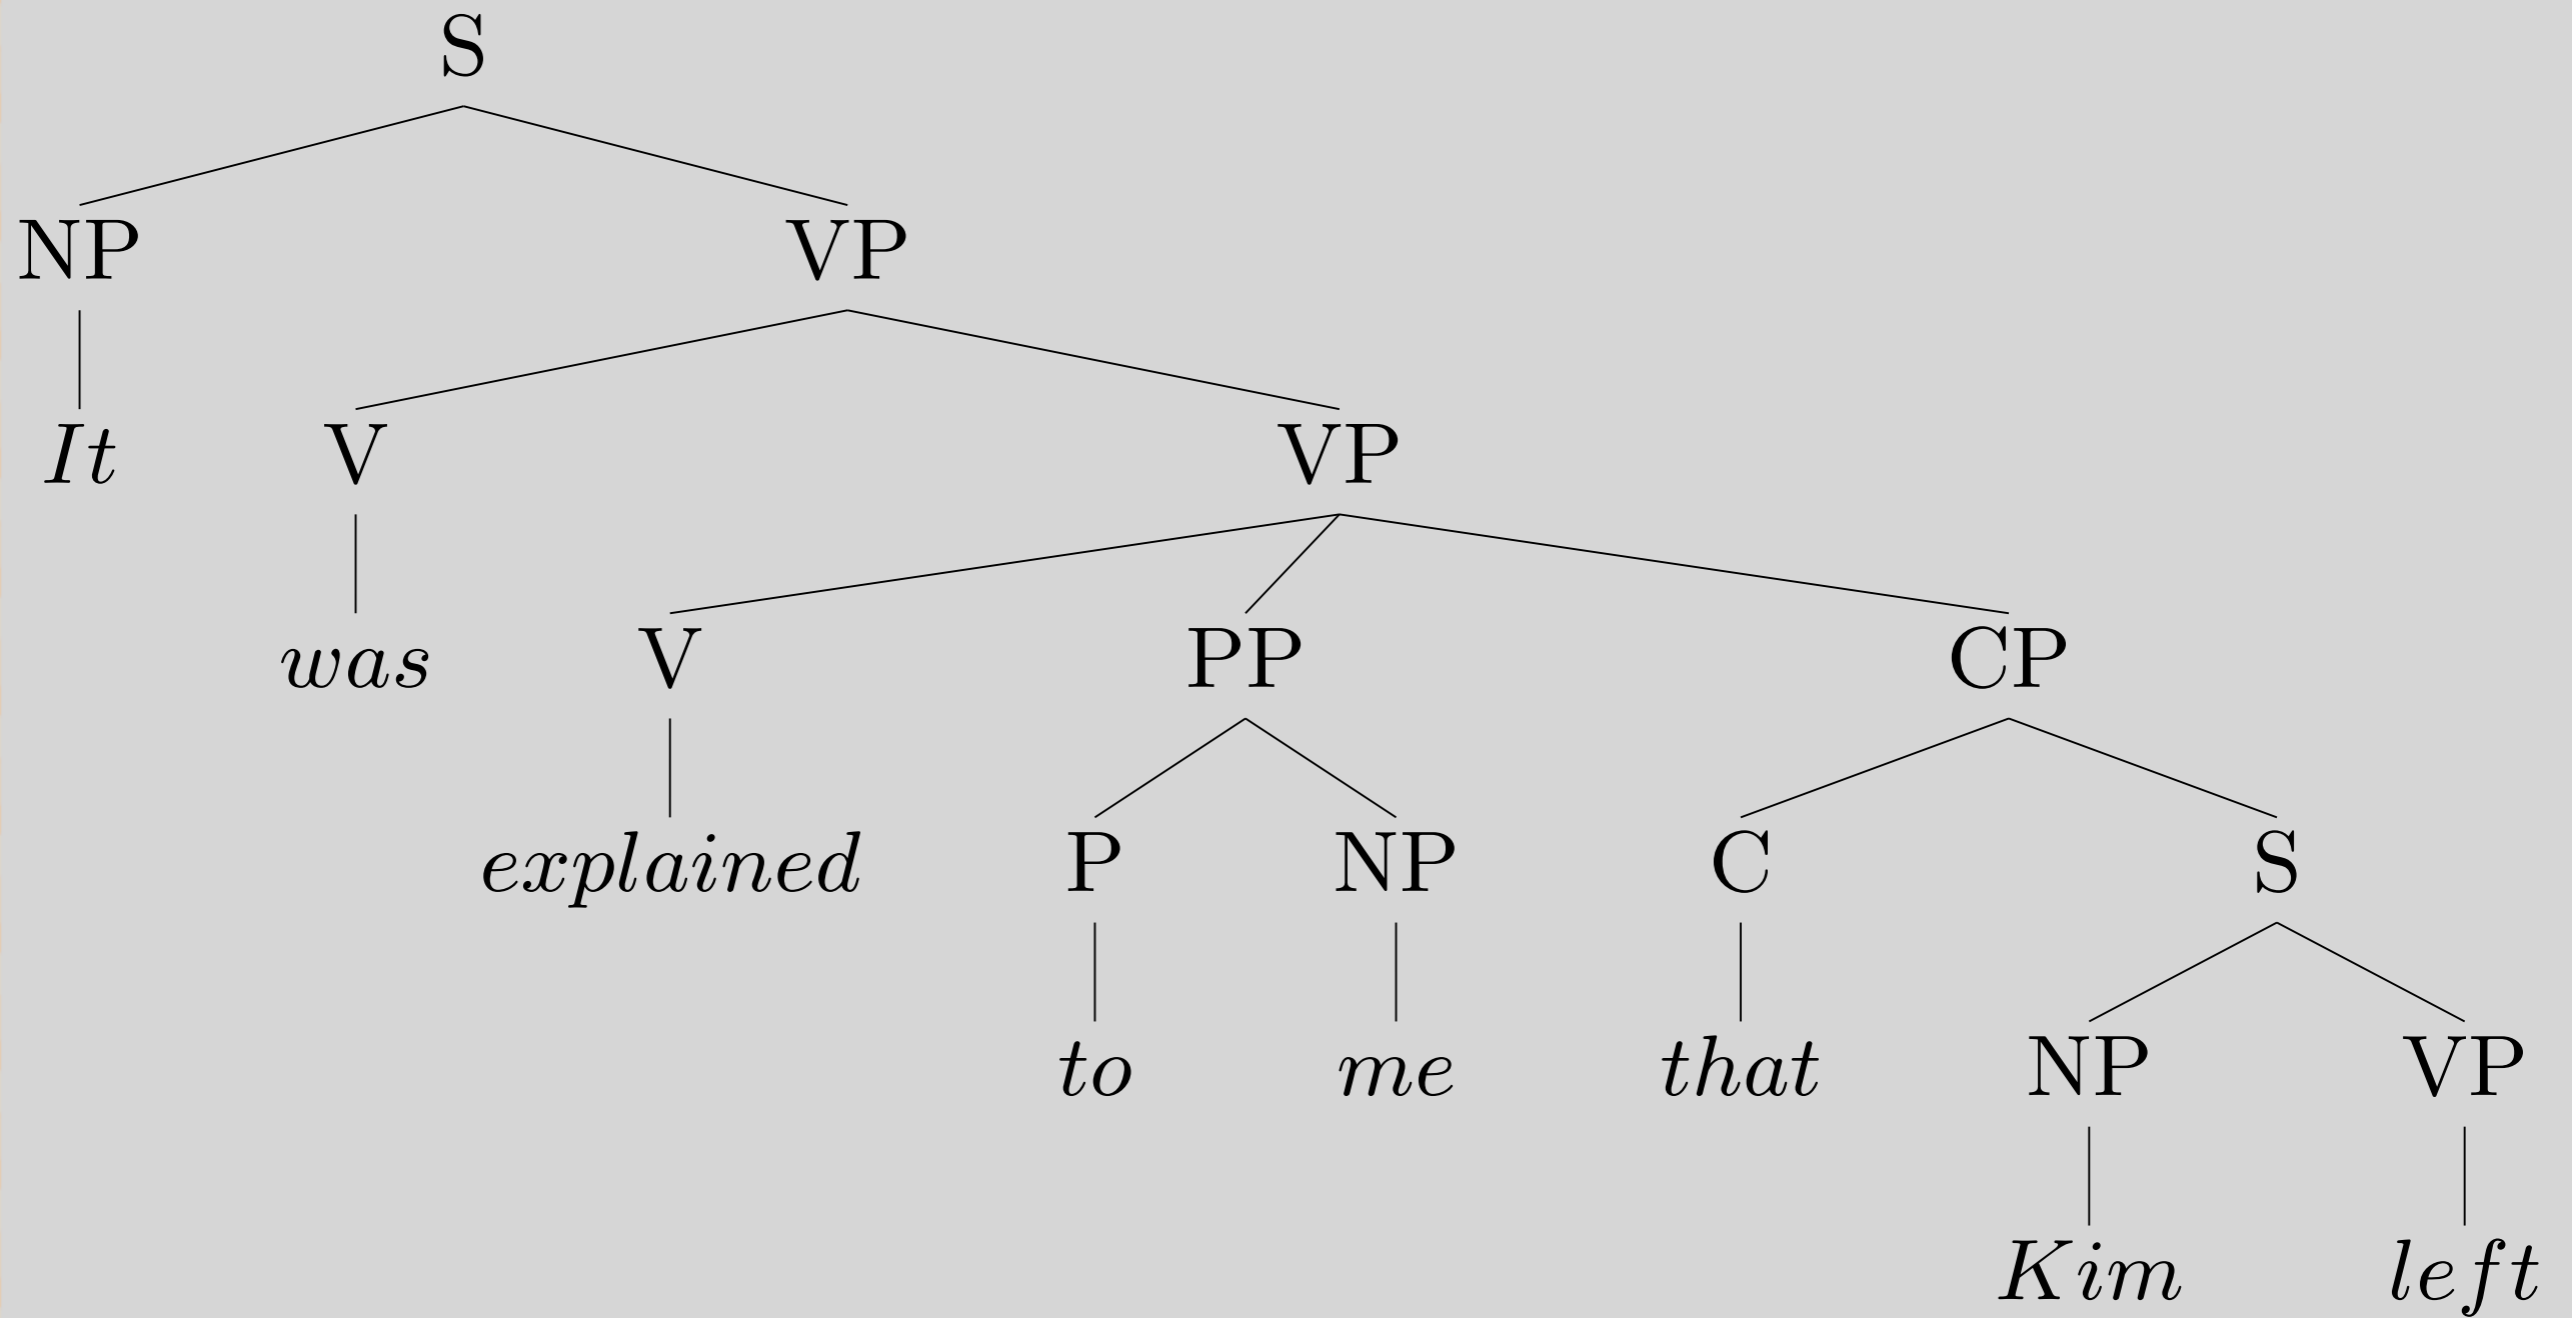 S
NP VP
It V VP
was V PP CP
explained P NP C S
to me that NP VP
Kim left